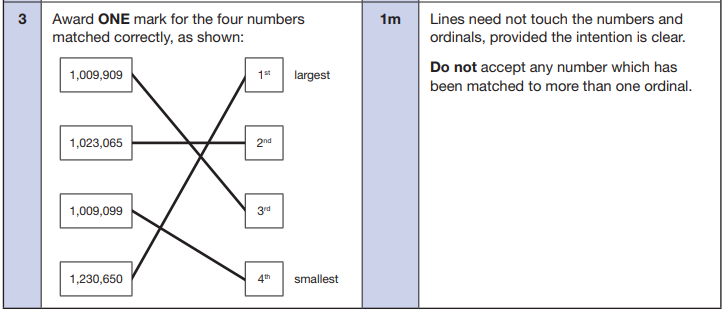 3
Award ONE mark for the four numbers
matched correctly, as shown:
1,009,909
1st
largest
1,023,065
2nd
1,009,099
3rd
1,230,650
4th
smallest
1m
Lines need not touch the numbers and
ordinals, provided the intention is clear.
Do not accept any number which has
been matched to more than one ordinal.